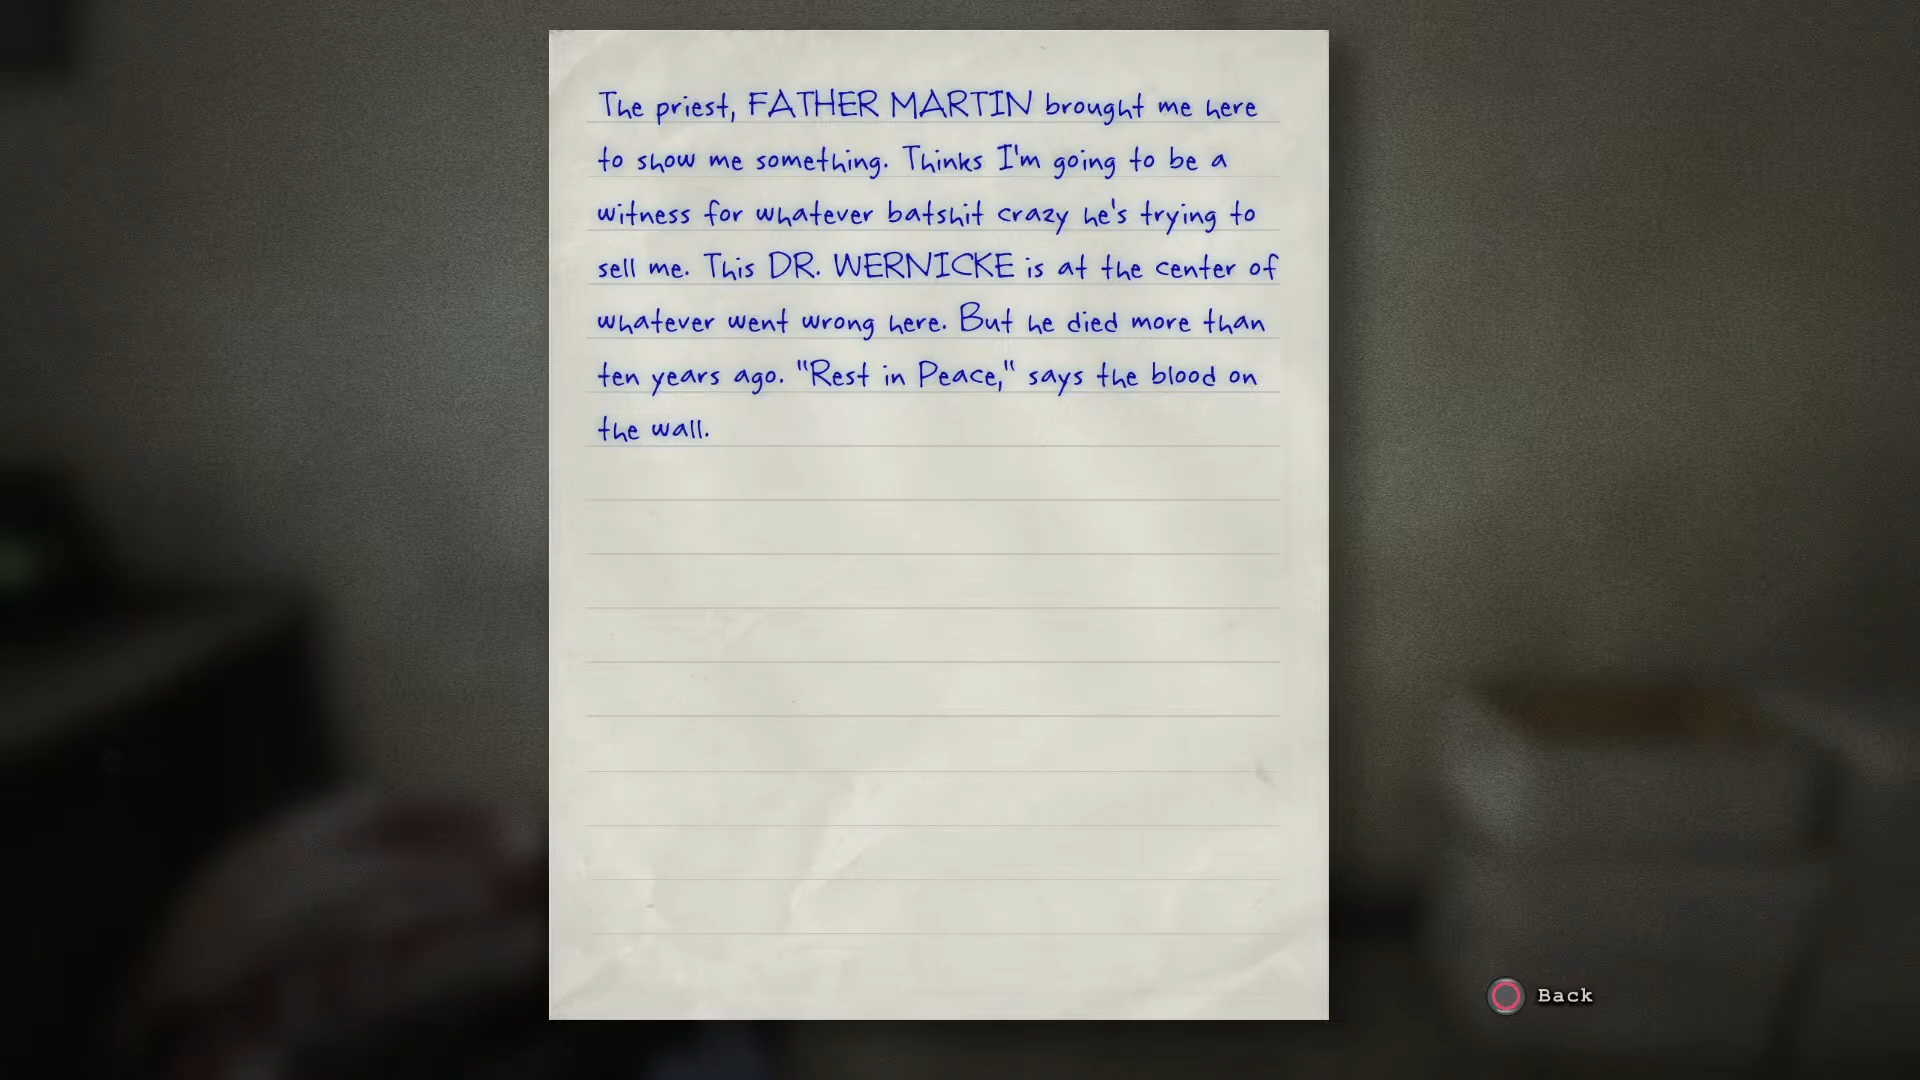 The priest, FATHER MARTIN brought me here
to show me something. Thinks I'm going to be a
witness for whatever batshit crazy he's trying to
sell me. This DR. WERNICKE is at the center of
whatever went wrong here. But he died more than
ten years ago. "Rest in Peace," says the blood on
the wall.
Back